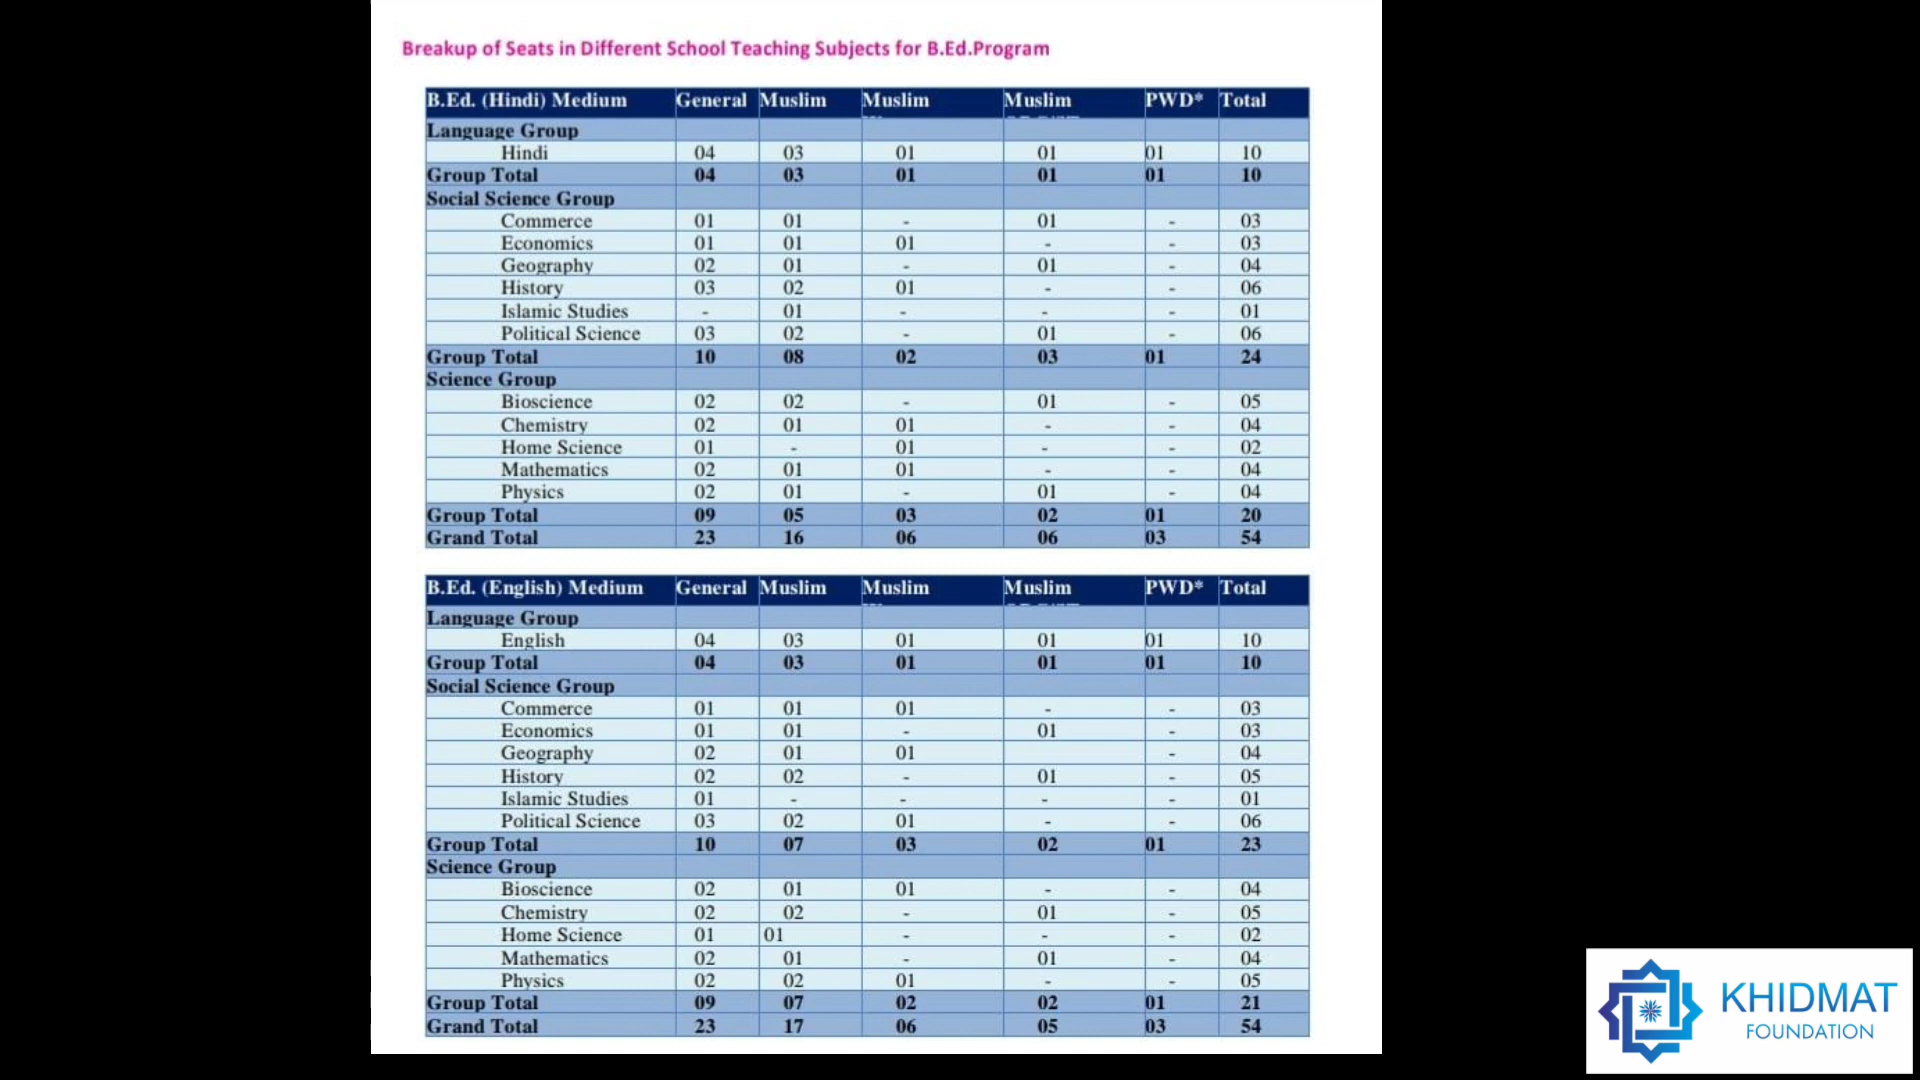 Breakup of Seats in Different School Teaching Subjects for B.Ed.Program
B.Ed. (Hindi) Medium General Muslim Muslim Muslim PWD* Total
Language Group
Hindi 04 03 01 01 01 10
Group Total 04 03 01 01 01 10
Social Science Group
Commerce 01 01 - 01 - 03
Economics 01 01 01 - - 03
Geography 02 01 - 01 - 04
History 03 02 01 - - 06
Islamic Studies - 01 - - - 01
Political Science 03 02 - 01 - 06
Group Total 10 08 02 03 01 24
Science Group
Bioscience 02 02 - 01 - 05
Chemistry 02 01 01 - - 04
Home Science 01 - 01 - - 02
Mathematics 02 01 01 - - 04
Physics 02 01 - 01 - 04
Group Total 09 05 03 02 01 20
Grand Total 23 16 06 06 03 54
B.Ed. (English) Medium General Muslim Muslim Muslim PWD* Total
Language Group
English 04 03 01 01 01 10
Group Total 04 03 01 01 01 10
Social Science Group
Commerce 01 01 01 - - 03
Economics 01 01 - 01 - 03
Geography 02 01 01 - 04
History 02 02 - 01 - 05
Islamic Studies 01 - - - - 01
Political Science 03 02 01 - - 06
Group Total 10 07 03 02 01 23
Science Group
Bioscience 02 01 01 - - 04
Chemistry 02 02 - 01 - 05
Home Science 01 01 - - - 02
Mathematics 02 01 - 01 - 04
Physics 02 02 01 - - 05
Group Total 09 07 02 02 01 21
Grand Total 23 17 06 05 03 54
KHIDMAT
FOUNDATION